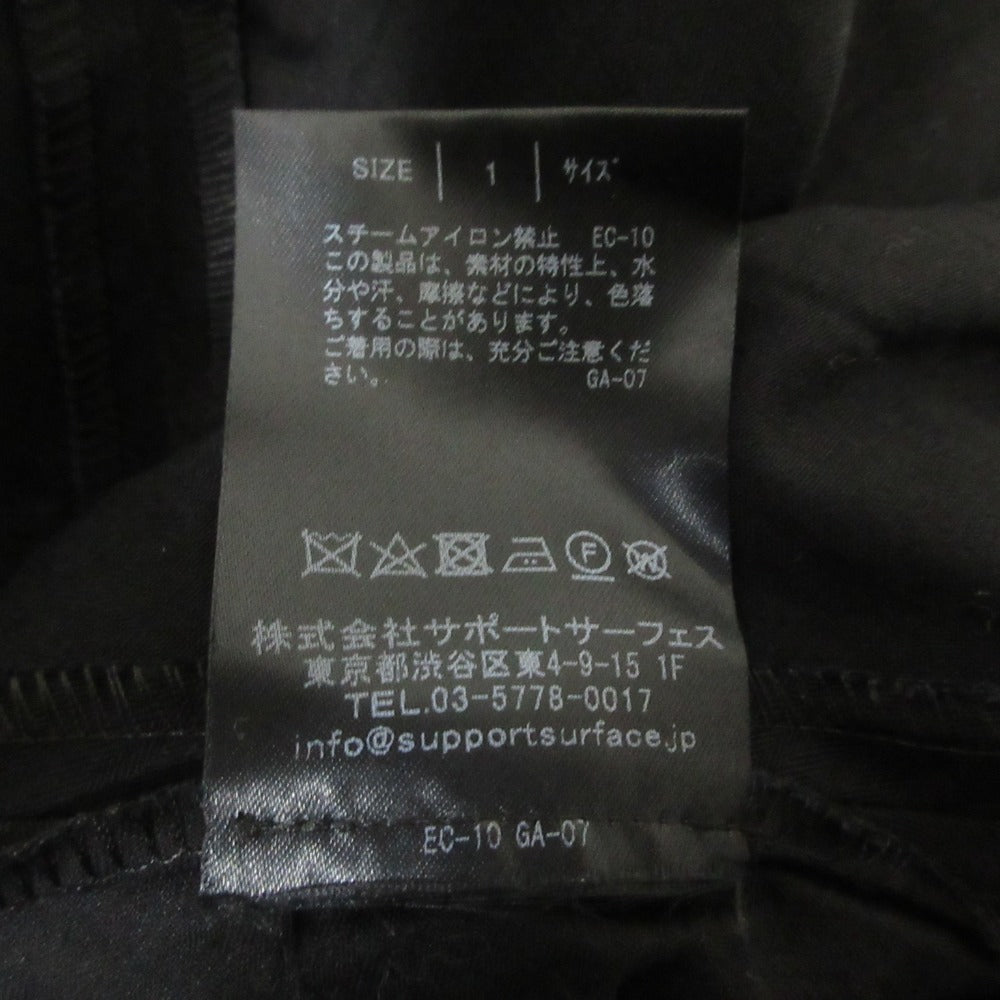 SIZE | 1 | サイズ
スチームアイロン禁止 EC-10
この製品は、素材の特性上、水
分や汗、摩擦などにより、色落
ちすることがあります。
ご着用の際は、充分ご注意くだ
さい。 GA-07
F W
株式会社サポートサーフェス
東京都渋谷区東4-9-15 1F
TEL.03-5778-0017
info@supportsurface.jp
EC-10 GA-07